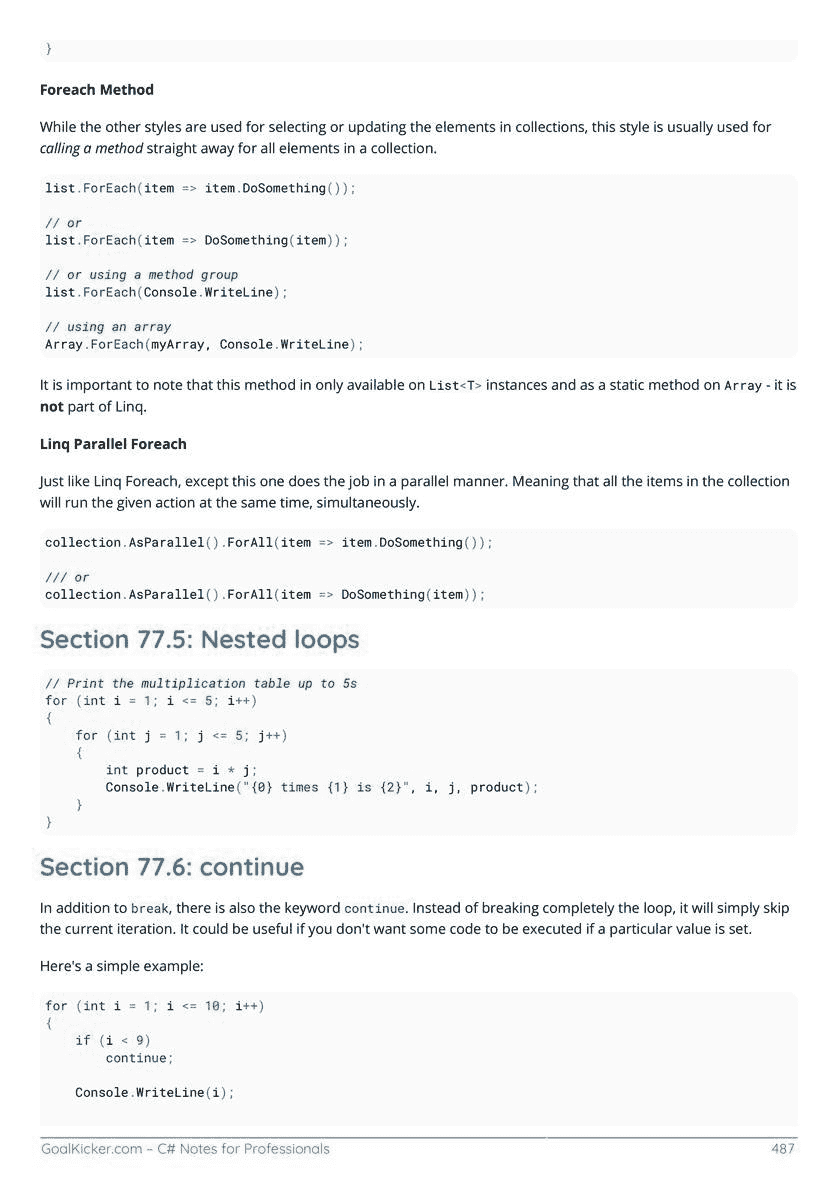 }
Foreach Method
While the other styles are used for selecting or updating the elements in collections, this style is usually used for
calling a method straight away for all elements in a collection.
list.ForEach(item => item.DoSomething());
// or
list.ForEach(item => DoSomething(item));
// or using a method group
list.ForEach(Console.WriteLine);
// using an array
Array.ForEach(myArray, Console.WriteLine);
It is important to note that this method in only available on List<T> instances and as a static method on Array - it is
not part of Linq.
Linq Parallel Foreach
Just like Linq Foreach, except this one does the job in a parallel manner. Meaning that all the items in the collection
will run the given action at the same time, simultaneously.
collection.AsParallel().ForAll(item => item.DoSomething());
/// or
collection.AsParallel().ForAll(item => DoSomething(item));
Section 77.5: Nested loops
// Print the multiplication table up to 5s
for (int i = 1; i <= 5; i++)
{
    for (int j = 1; j <= 5; j++)
    {
        int product = i * j;
        Console.WriteLine("{0} times {1} is {2}", i, j, product);
    }
}
Section 77.6: continue
In addition to break, there is also the keyword continue. Instead of breaking completely the loop, it will simply skip
the current iteration. It could be useful if you don't want some code to be executed if a particular value is set.
Here's a simple example:
for (int i = 1; i <= 10; i++)
{
    if (i < 9)
        continue;
    Console.WriteLine(i);
GoalKicker.com – C# Notes for Professionals
487